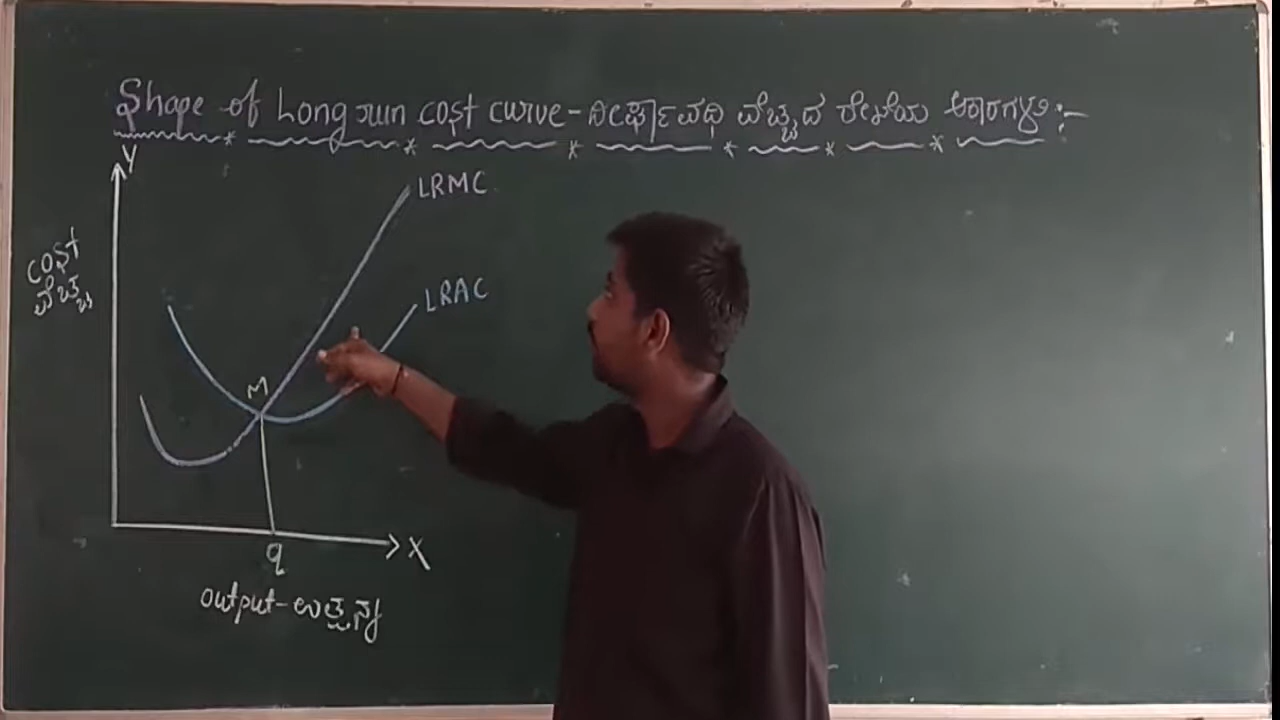 Shape of Long run cost curve - ದೀರ್ಘಾವಧಿ ವೆಚ್ಚದ ರೇಖೆಯ ಆಕಾರಗಳು :-
Y
LRMC
cost
ವೆಚ್ಚ
LRAC
M
q
X
output - ಉತ್ಪನ್ನ